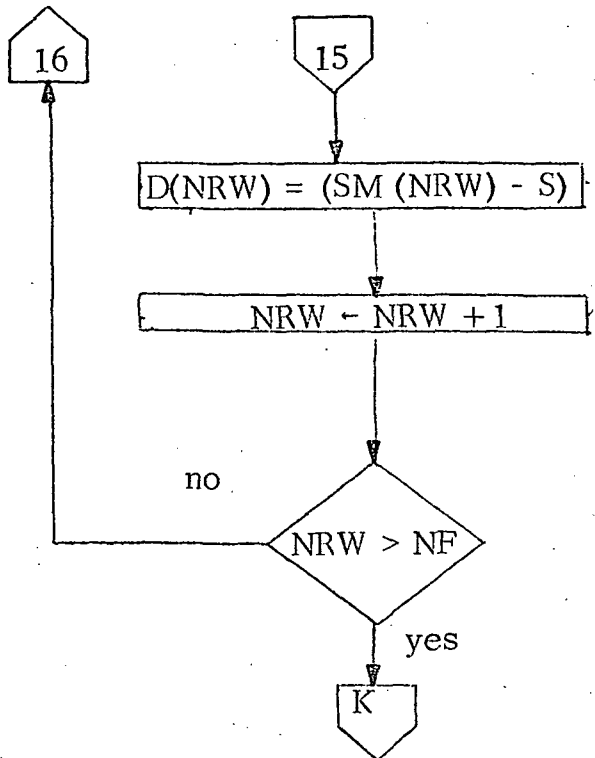 16
15
D(NRW) = (SM (NRW) - S)
NRW ← NRW + 1
no
NRW > NF
yes
K